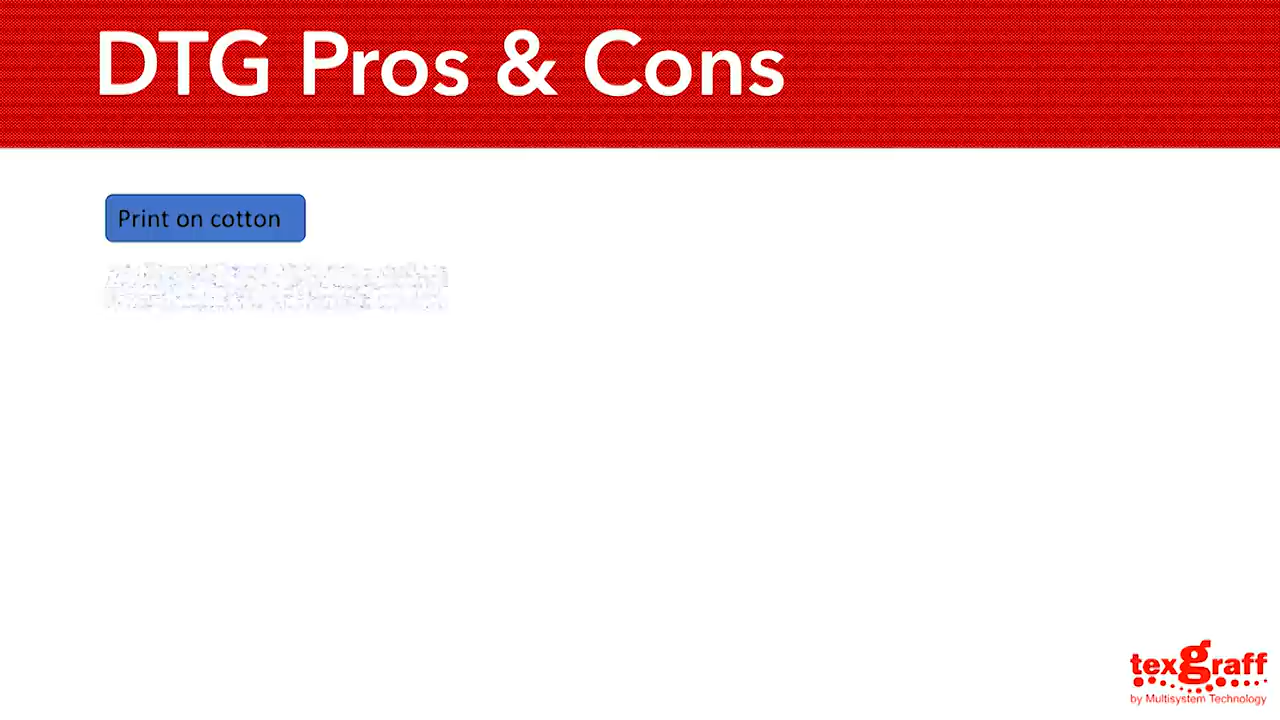 DTG Pros & Cons
Print on cotton
texgraff
by Multisystem Technology